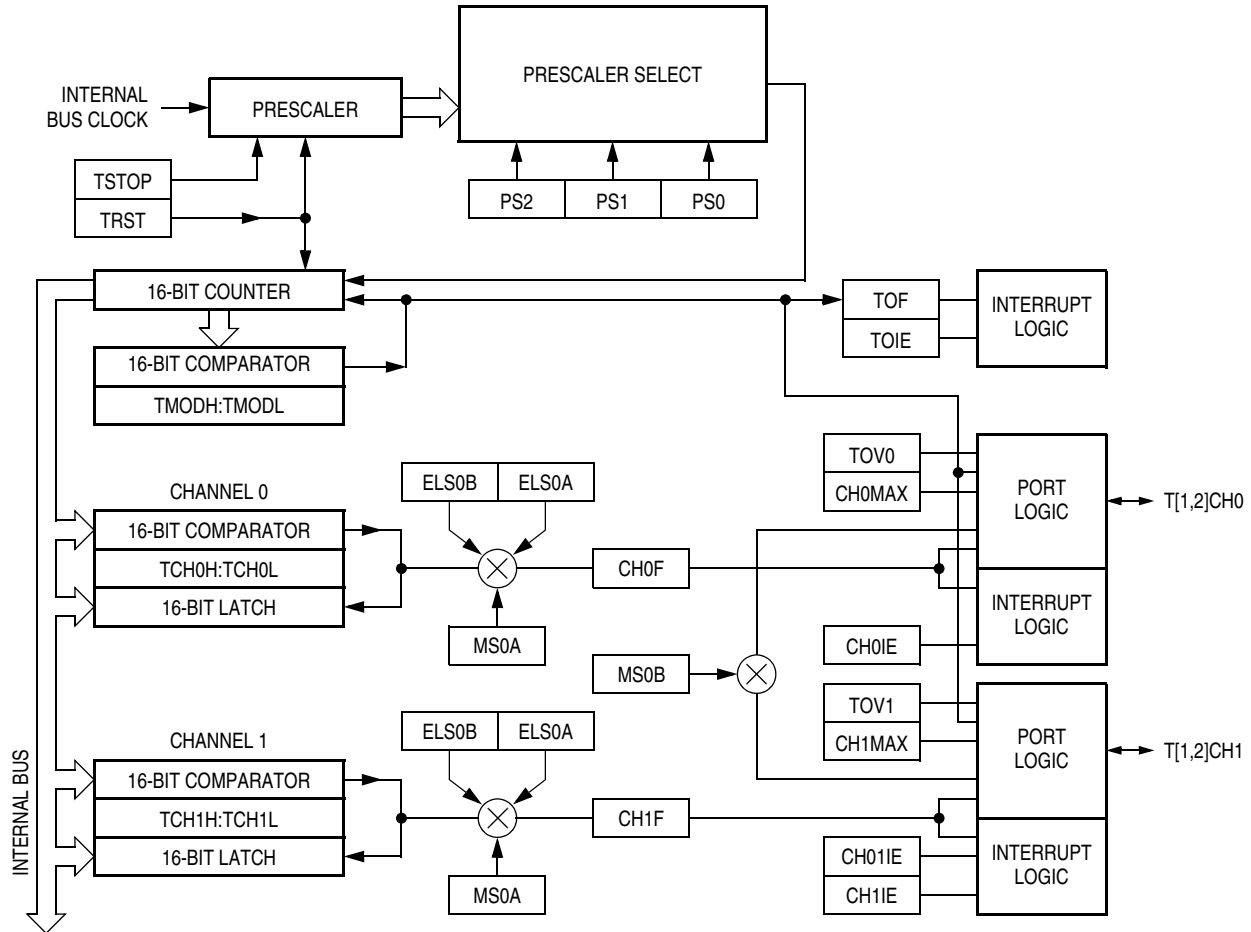 PRESCALER SELECT
INTERNAL
BUS CLOCK
PRESCALER
TSTOP
TRST
PS2 PS1 PS0
16-BIT COUNTER
TOF
TOIE
INTERRUPT
LOGIC
16-BIT COMPARATOR
TMODH:TMODL
CHANNEL 0
16-BIT COMPARATOR
TCH0H:TCH0L
16-BIT LATCH
ELS0B ELS0A
MS0A
CH0F
TOV0
CH0MAX
PORT
LOGIC
T[1,2]CH0
INTERRUPT
LOGIC
CH0IE
MS0B
CHANNEL 1
16-BIT COMPARATOR
TCH1H:TCH1L
16-BIT LATCH
ELS0B ELS0A
MS0A
CH1F
TOV1
CH1MAX
PORT
LOGIC
T[1,2]CH1
INTERRUPT
LOGIC
CH01IE
CH1IE
INTERNAL BUS